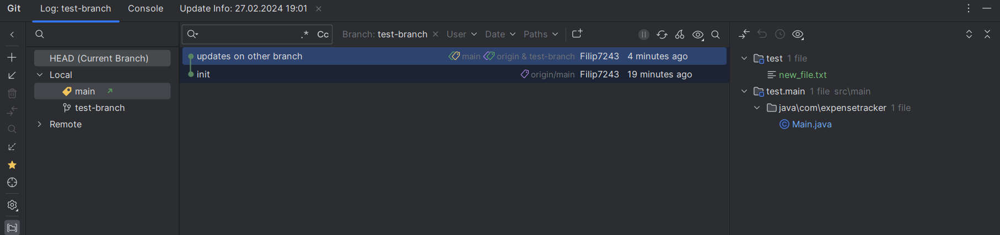 Git Log: test-branch Console Update Info: 27.02.2024 19:01
.* Cc Branch: test-branch User Date Paths
HEAD (Current Branch)
Local
main
test-branch
Remote
updates on other branch main origin & test-branch Filip7243 4 minutes ago
init origin/main Filip7243 19 minutes ago
test 1 file
new_file.txt
test.main 1 file src\main
java\com\expensetracker 1 file
Main.java